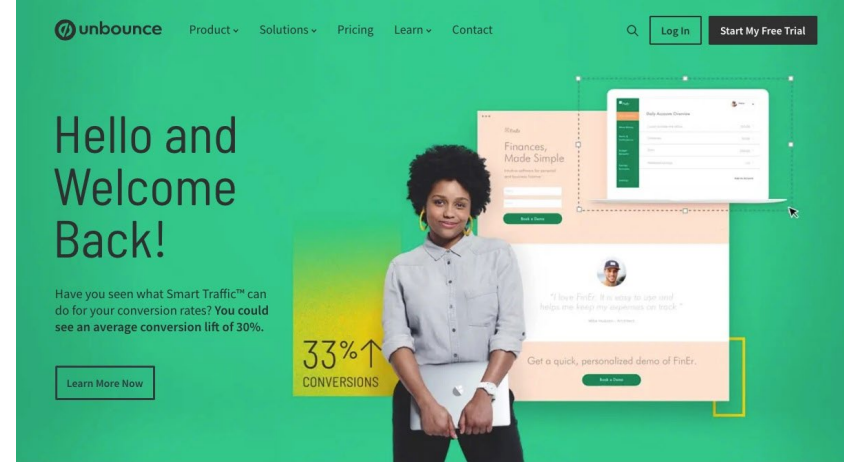 unbounce
Product
Solutions
Pricing
Learn
Contact
Log In
Start My Free Trial
Hello and
Welcome
Back!
Have you seen what Smart Traffic™ can
do for your conversion rates? You could
see an average conversion lift of 30%.
Learn More Now
33%↑
CONVERSIONS
Finances,
Made Simple
Book a Demo
"I love FinEr. It is easy to use and
helps me keep my expenses on track."
Get a quick, personalized demo of FinEr.
Book a Demo